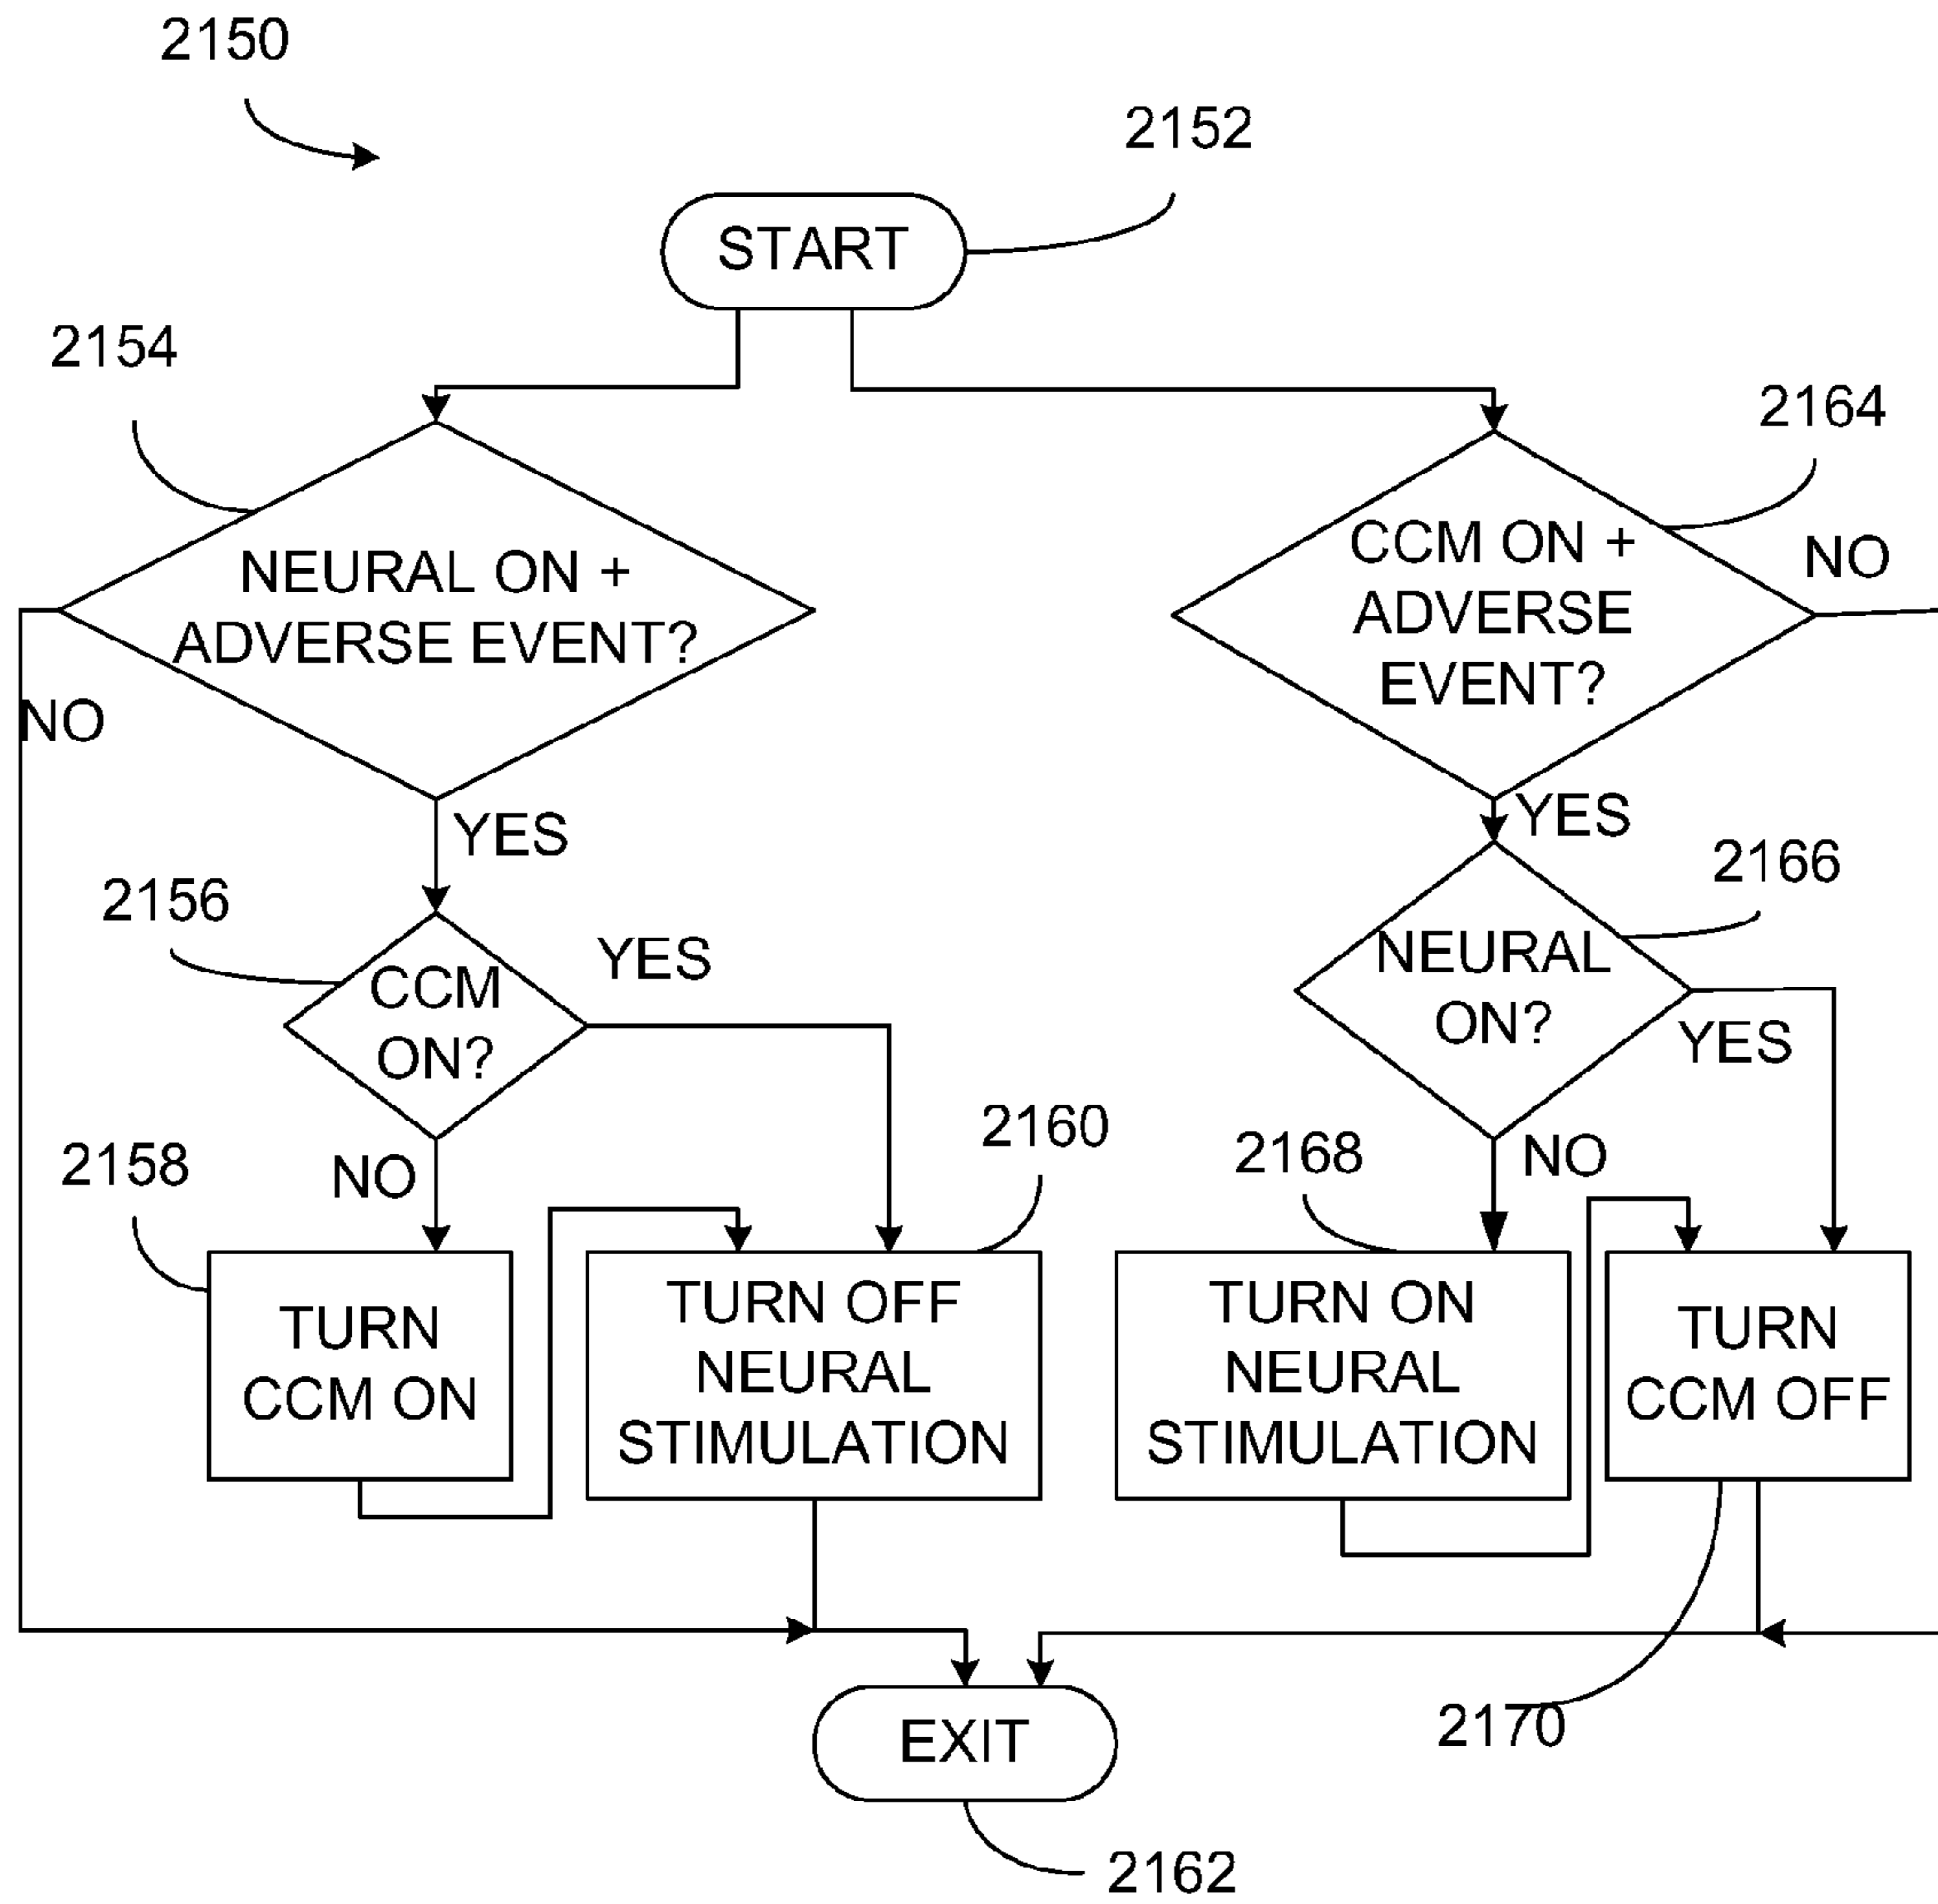 2150
2152
START
2154
2164
NEURAL ON +
ADVERSE EVENT?
CCM ON +
ADVERSE
EVENT?
NO
NO
YES
YES
2156
2166
CCM
ON?
YES
NEURAL
ON?
YES
2158
NO
2160
2168
NO
TURN
CCM ON
TURN OFF
NEURAL
STIMULATION
TURN ON
NEURAL
STIMULATION
TURN
CCM OFF
EXIT
2170
2162